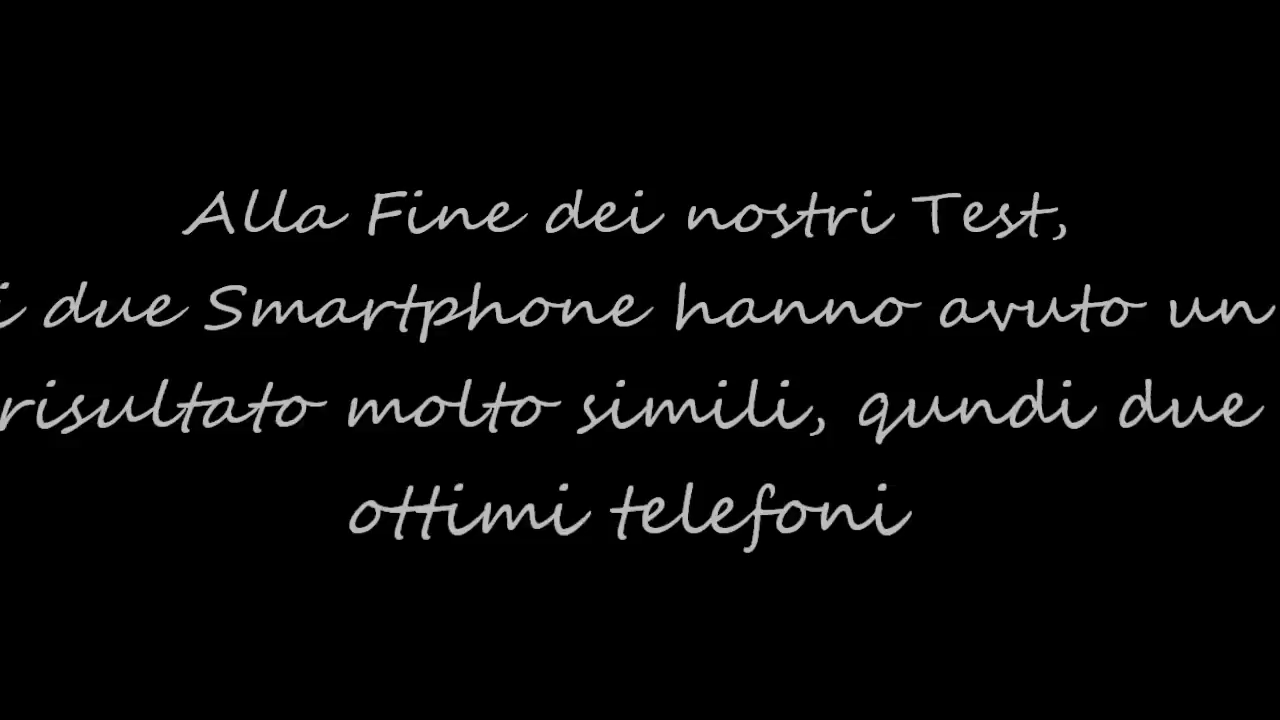 Alla Fine dei nostri Test,
i due Smartphone hanno avuto un
risultato molto simili, qundi due
ottimi telefoni